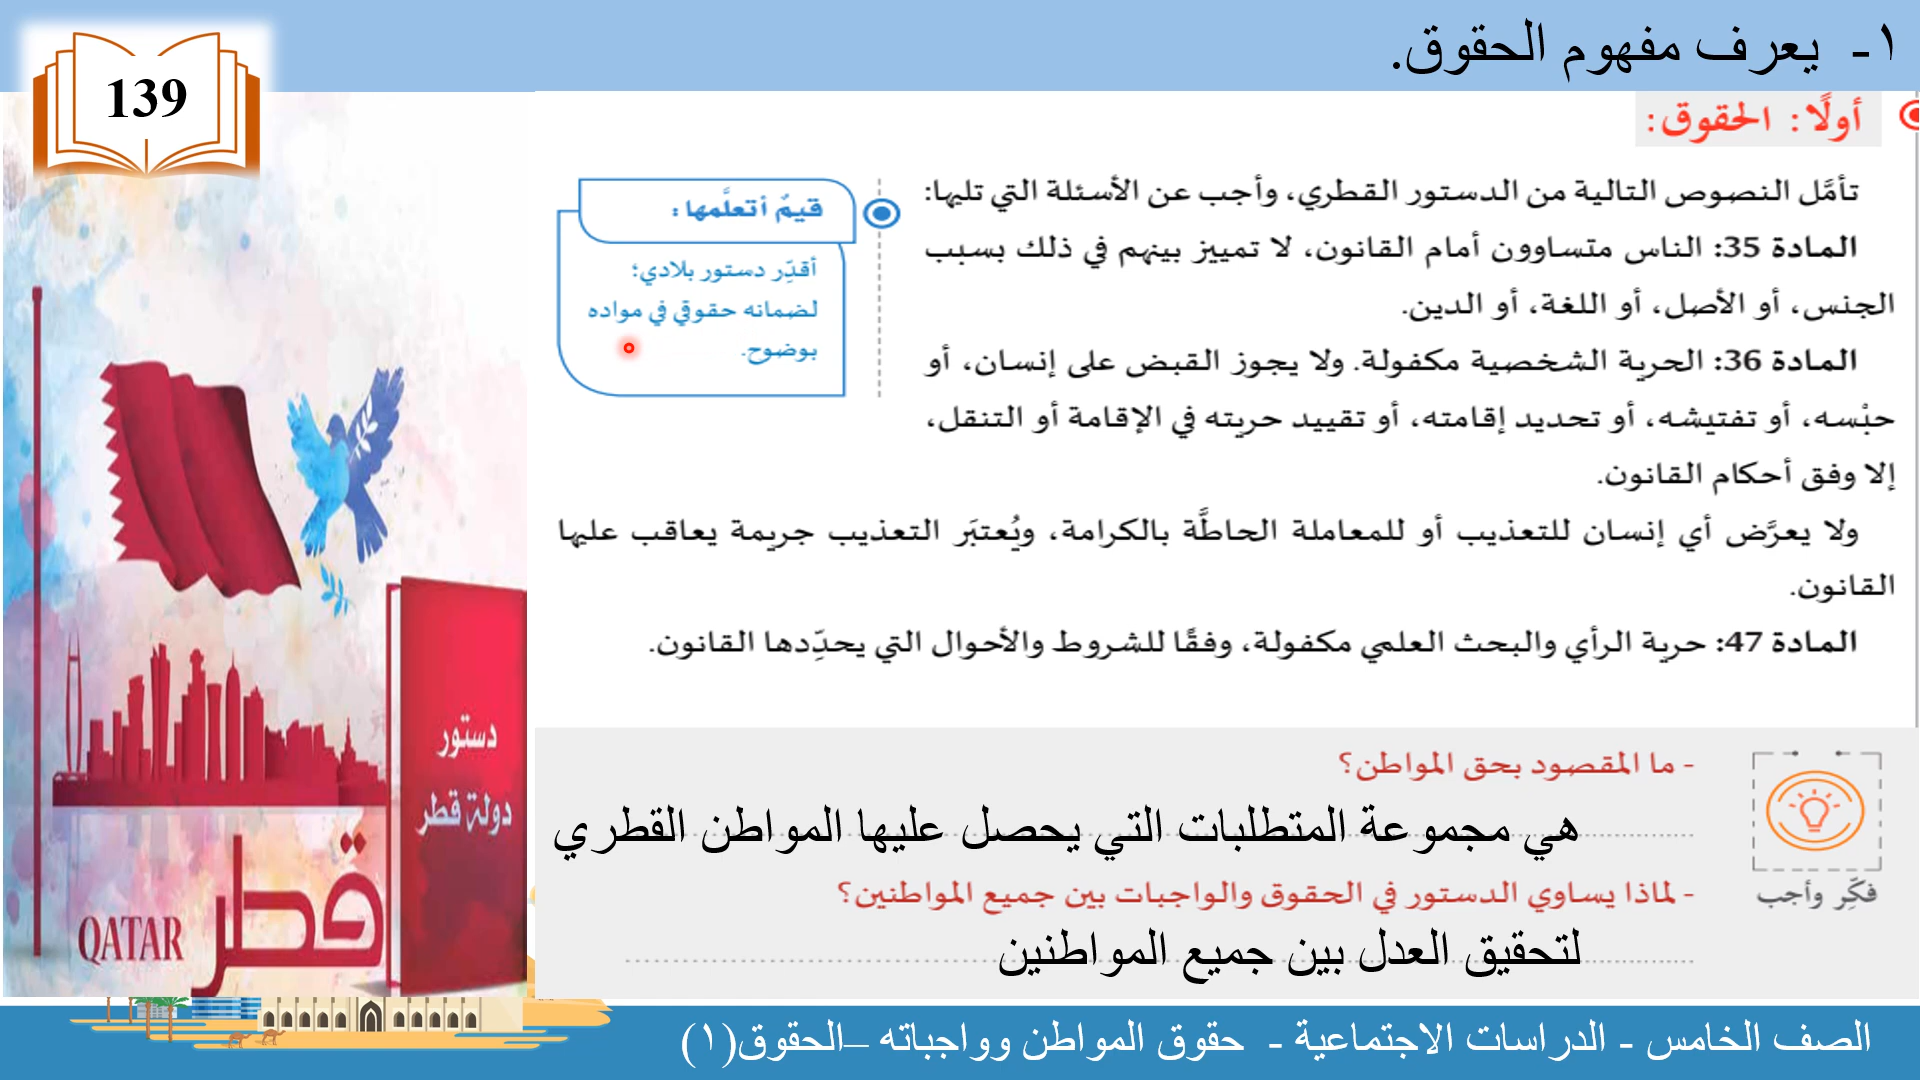 ١- يعرف مفهوم الحقوق.
139
أولًا: الحقوق:
تأمَّل النصوص التالية من الدستور القطري، وأجب عن الأسئلة التي تليها:
المادة 35: الناس متساوون أمام القانون، لا تمييز بينهم في ذلك بسبب
الجنس، أو الأصل، أو اللغة، أو الدين.
المادة 36: الحرية الشخصية مكفولة. ولا يجوز القبض على إنسان، أو
حبْسه، أو تفتيشه، أو تحديد إقامته، أو تقييد حريته في الإقامة أو التنقل،
إلا وفق أحكام القانون.
ولا يعرَّض أي إنسان للتعذيب أو للمعاملة الحاطَّة بالكرامة، ويُعتبَر التعذيب جريمة يعاقب عليها
القانون.
المادة 47: حرية الرأي والبحث العلمي مكفولة، وفقًا للشروط والأحوال التي يحدِّدها القانون.
قيمٌ أتعلَّمها:
أقدِّر دستور بلادي؛
لضمانه حقوقي في مواده
بوضوح.
دستور
دولة قطر
قطر
QATAR
فكِّر وأجب
- ما المقصود بحق المواطن؟
هي مجموعة المتطلبات التي يحصل عليها المواطن القطري
- لماذا يساوي الدستور في الحقوق والواجبات بين جميع المواطنين؟
لتحقيق العدل بين جميع المواطنين
الصف الخامس - الدراسات الاجتماعية - حقوق المواطن وواجباته –الحقوق(١)